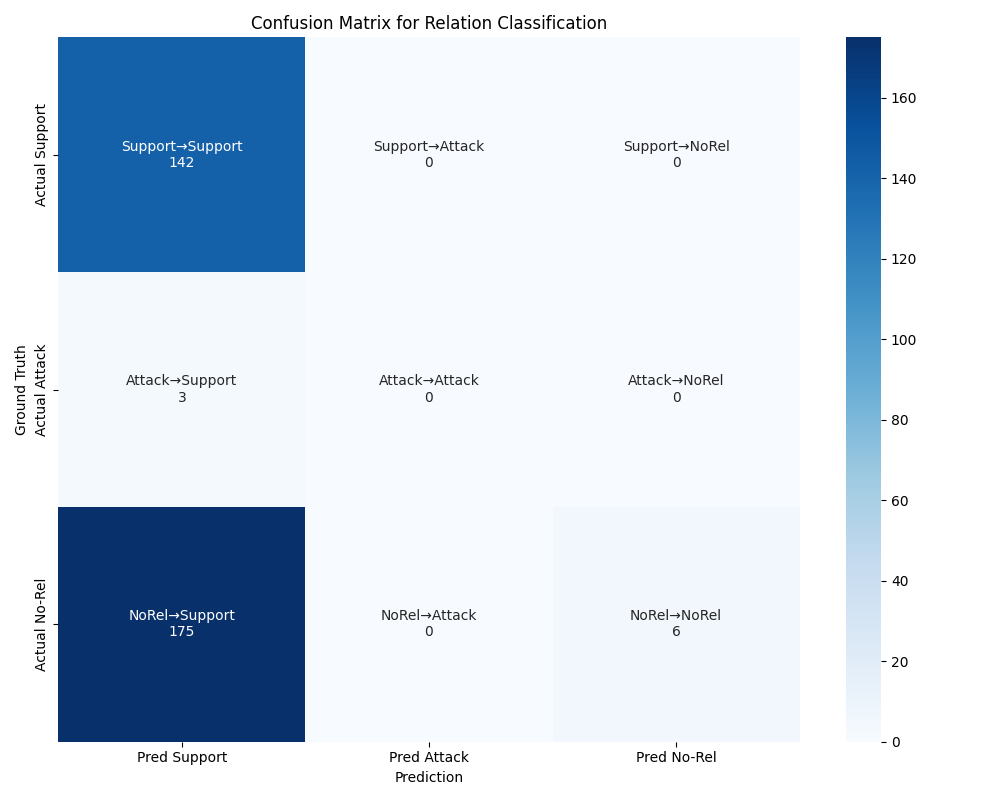 Confusion Matrix for Relation Classification
Ground Truth
Actual Support
Actual Attack
Actual No-Rel
Support→Support
142
Support→Attack
0
Support→NoRel
0
Attack→Support
3
Attack→Attack
0
Attack→NoRel
0
NoRel→Support
175
NoRel→Attack
0
NoRel→NoRel
6
Pred Support
Pred Attack
Pred No-Rel
Prediction
160
140
120
100
80
60
40
20
0